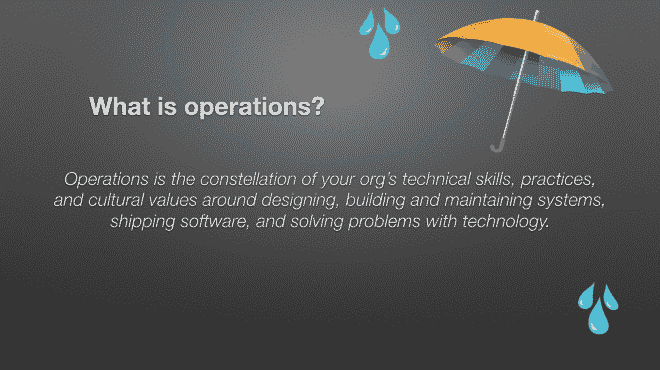 What is operations?
Operations is the constellation of your org's technical skills, practices,
and cultural values around designing, building and maintaining systems,
shipping software, and solving problems with technology.